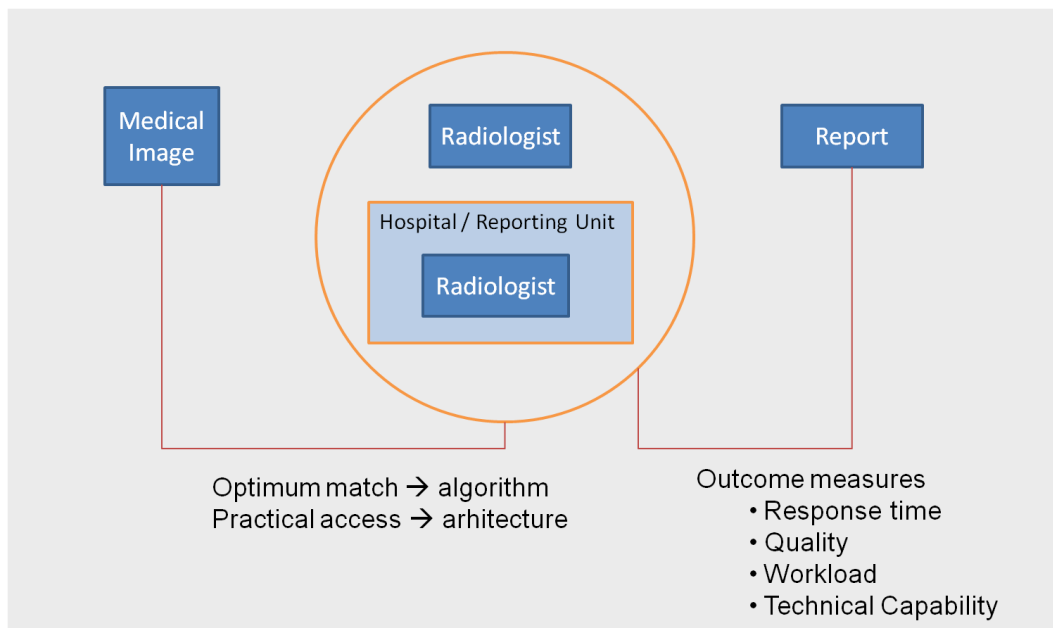 Medical
Image
Radiologist
Report
Hospital / Reporting Unit
Radiologist
Optimum match → algorithm
Practical access → arhitecture
Outcome measures
• Response time
• Quality
• Workload
• Technical Capability